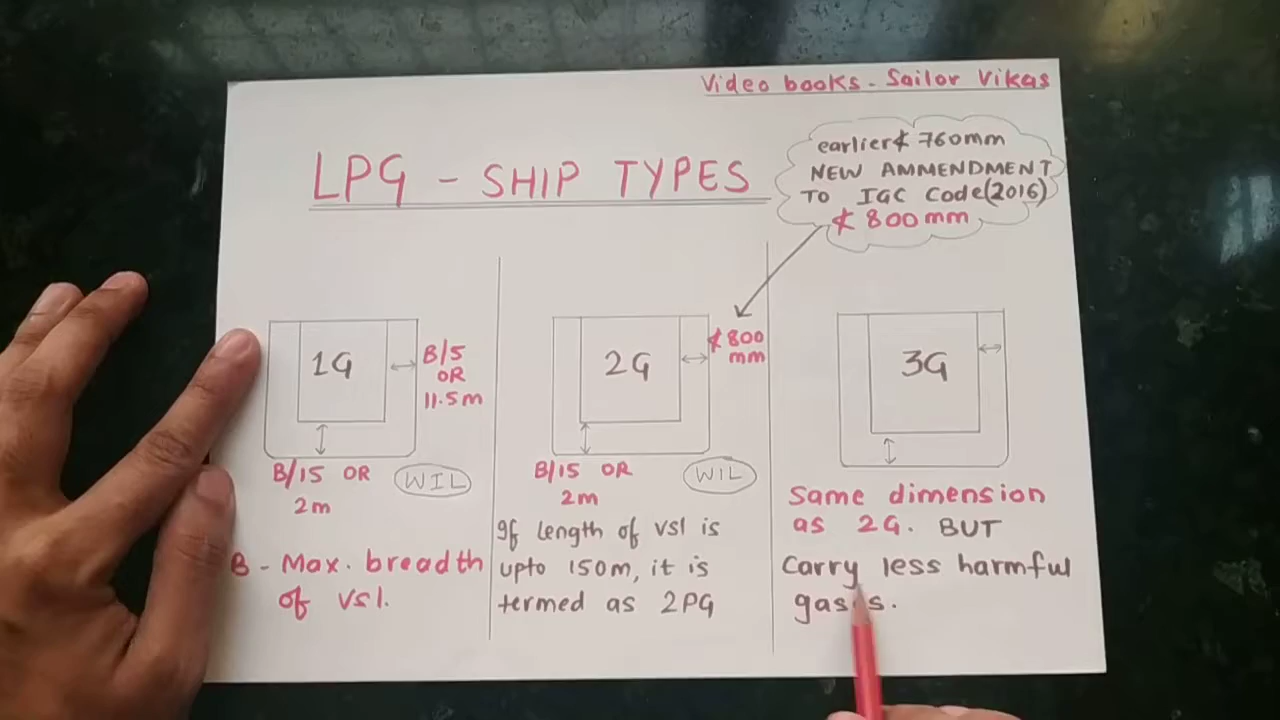 Video books - Sailor Vikas
LPG - SHIP TYPES
earlier ≮ 760mm
NEW AMMENDMENT
TO IGC Code(2016)
≮ 800mm
1G
B/5
OR
11.5m
B/15 OR
2m
WIL
B - Max. breadth
of vsl.
2G
≮800
mm
B/15 OR
2m
WIL
If length of vsl is
upto 150m, it is
termed as 2PG
3G
Same dimension
as 2G. BUT
Carry less harmful
gases.